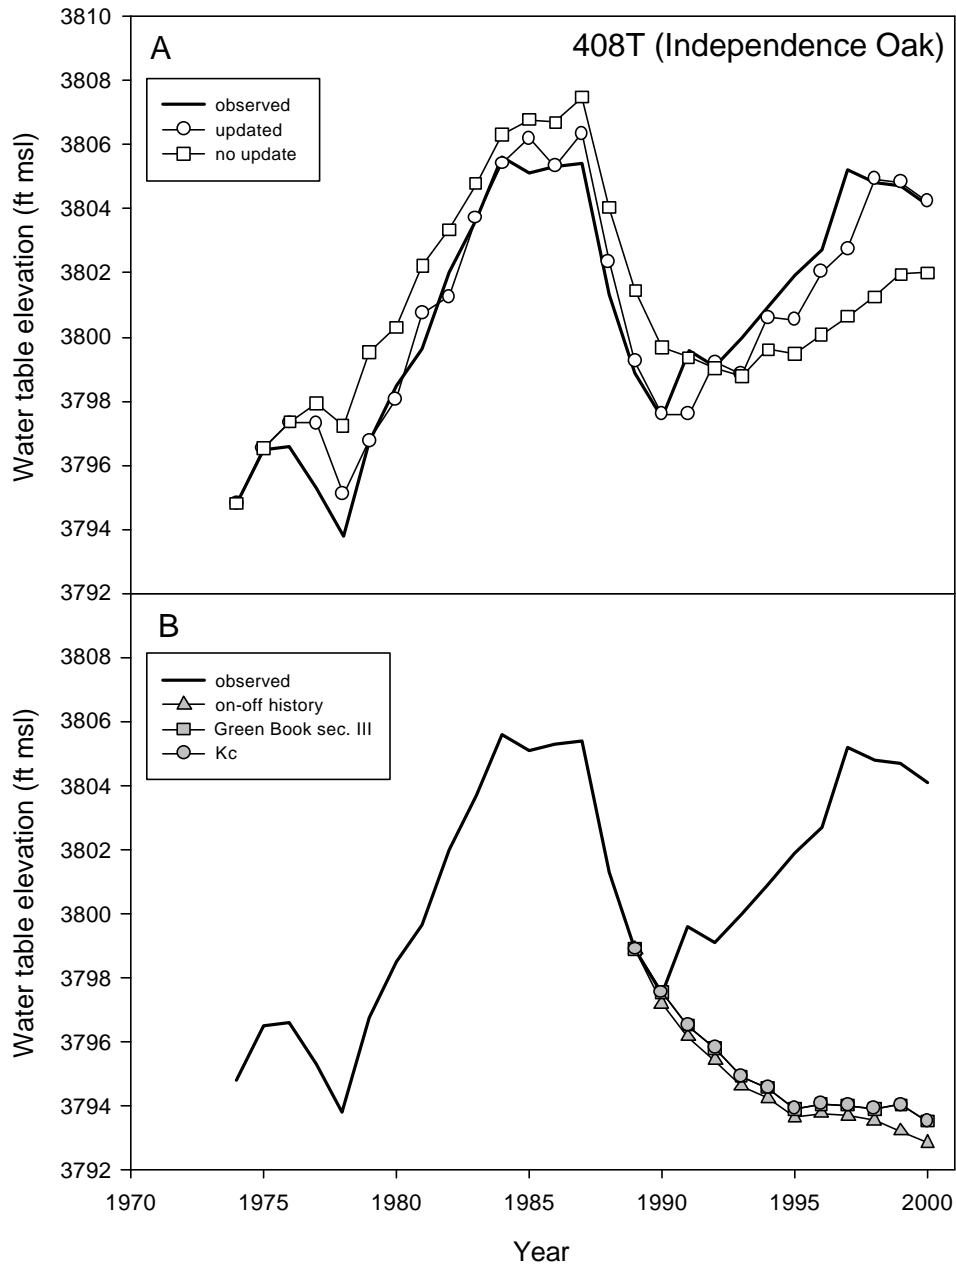 3810
A
408T (Independence Oak)
3808
observed
updated
no update
3806
3804
3802
3800
3798
3796
3794
3792
Water table elevation (ft msl)
B
3808
observed
on-off history
Green Book sec. III
Kc
3806
3804
3802
3800
3798
3796
3794
3792
Water table elevation (ft msl)
1970 1975 1980 1985 1990 1995 2000
Year